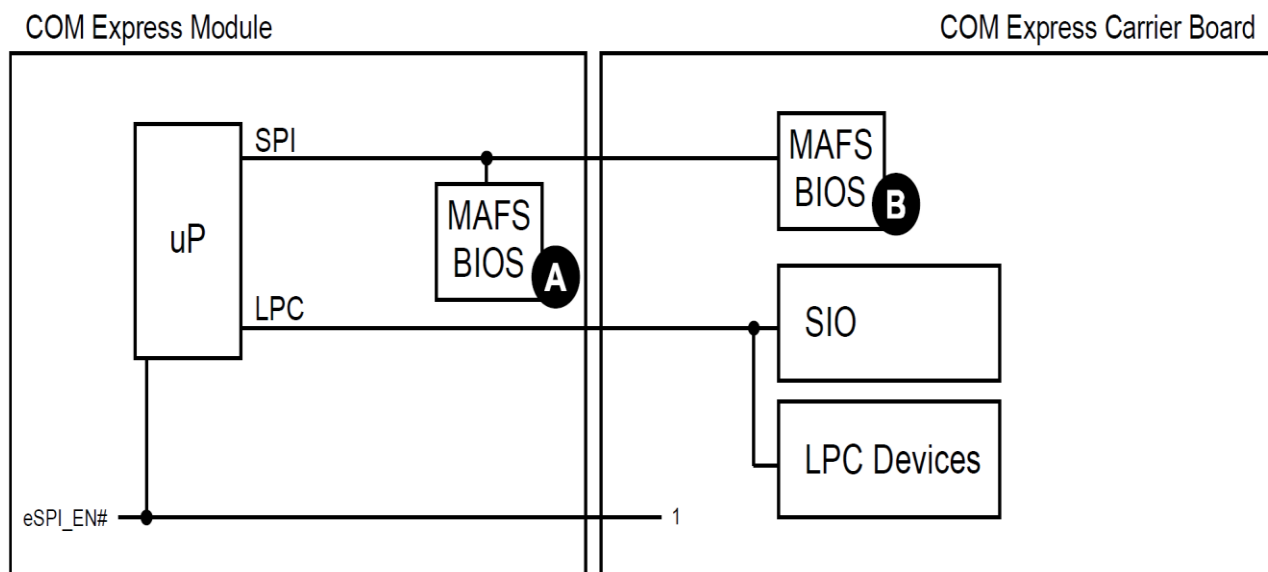 COM Express Module
COM Express Carrier Board
SPI
MAFS
BIOS
B
uP
MAFS
BIOS
A
LPC
SIO
LPC Devices
eSPI_EN#
1